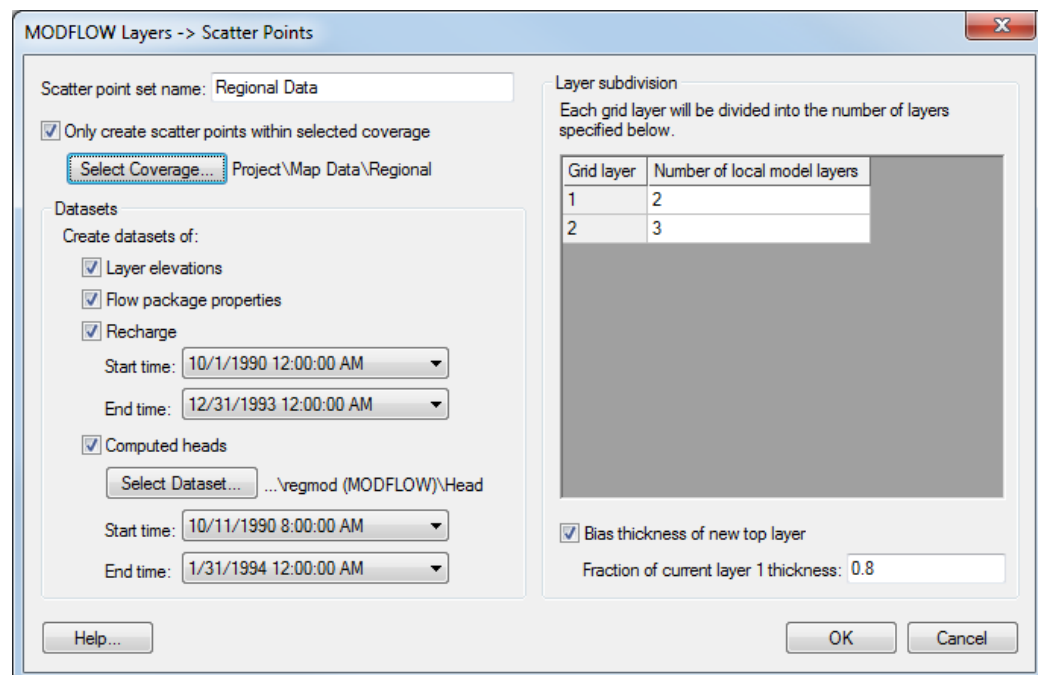 MODFLOW Layers -> Scatter Points
Scatter point set name: Regional Data
Only create scatter points within selected coverage
Select Coverage... Project\Map Data\Regional
Datasets
Create datasets of:
Layer elevations
Flow package properties
Recharge
Start time: 10/1/1990 12:00:00 AM
End time: 12/31/1993 12:00:00 AM
Computed heads
Select Dataset... ...\regmod (MODFLOW)\Head
Start time: 10/11/1990 8:00:00 AM
End time: 1/31/1994 12:00:00 AM
Layer subdivision
Each grid layer will be divided into the number of layers
specified below.
Grid layer Number of local model layers
1 2
2 3
Bias thickness of new top layer
Fraction of current layer 1 thickness: 0.8
Help... OK Cancel